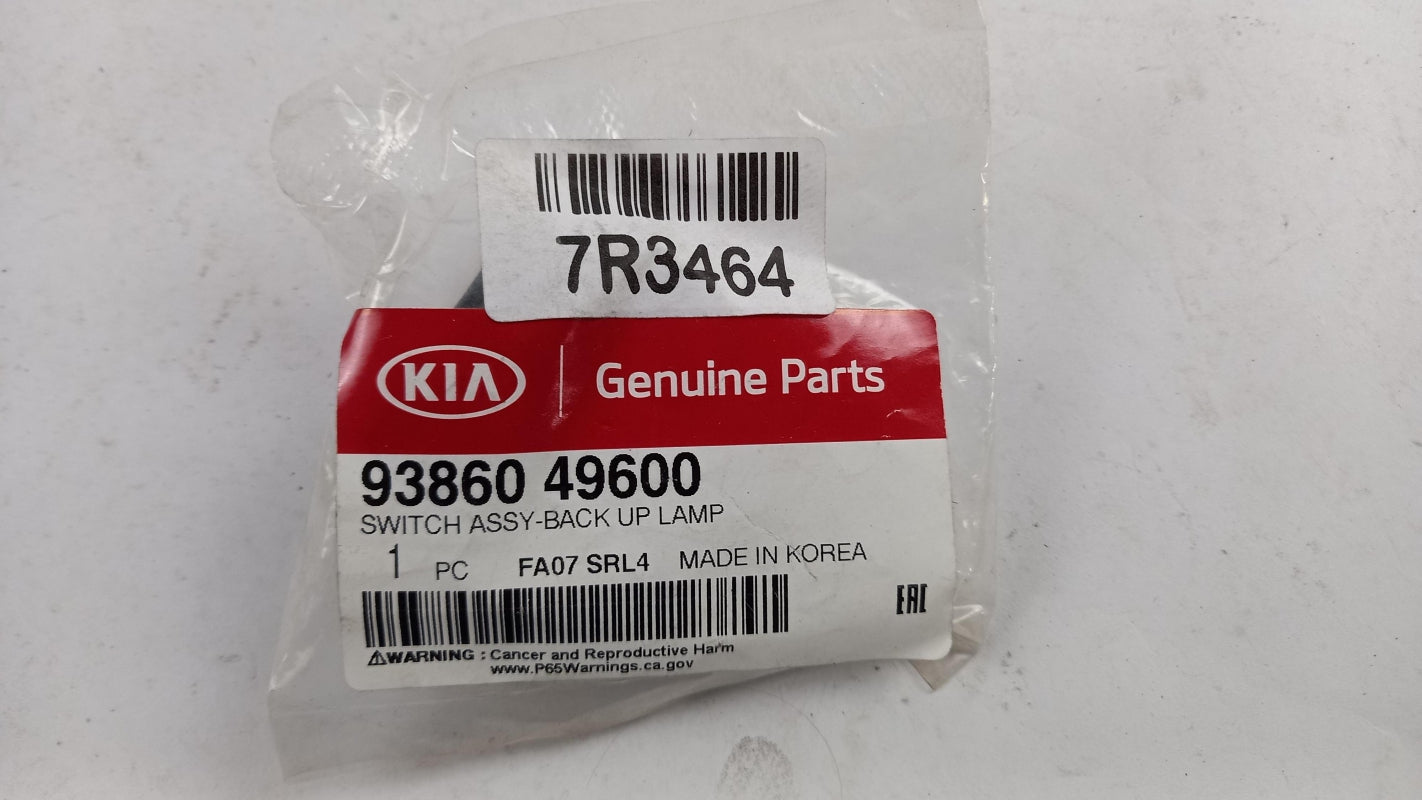 7R3464
KIA Genuine Parts
93860 49600
SWITCH ASSY-BACK UP LAMP
1 PC FA07 SRL4 MADE IN KOREA
EAC
⚠WARNING : Cancer and Reproductive Harm
www.P65Warnings.ca.gov